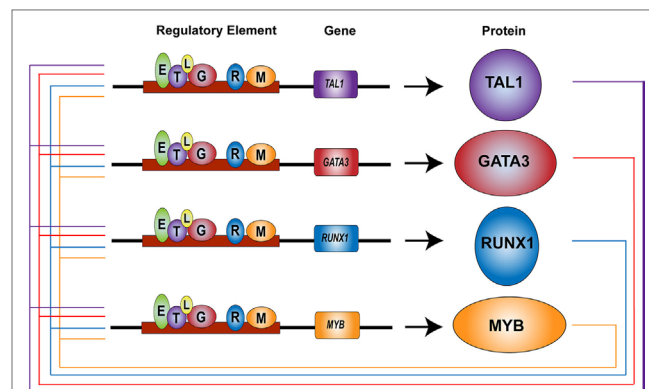 Regulatory Element Gene Protein
E T L G R M TAL1 TAL1
E T L G R M GATA3 GATA3
E T L G R M RUNX1 RUNX1
E T L G R M MYB MYB